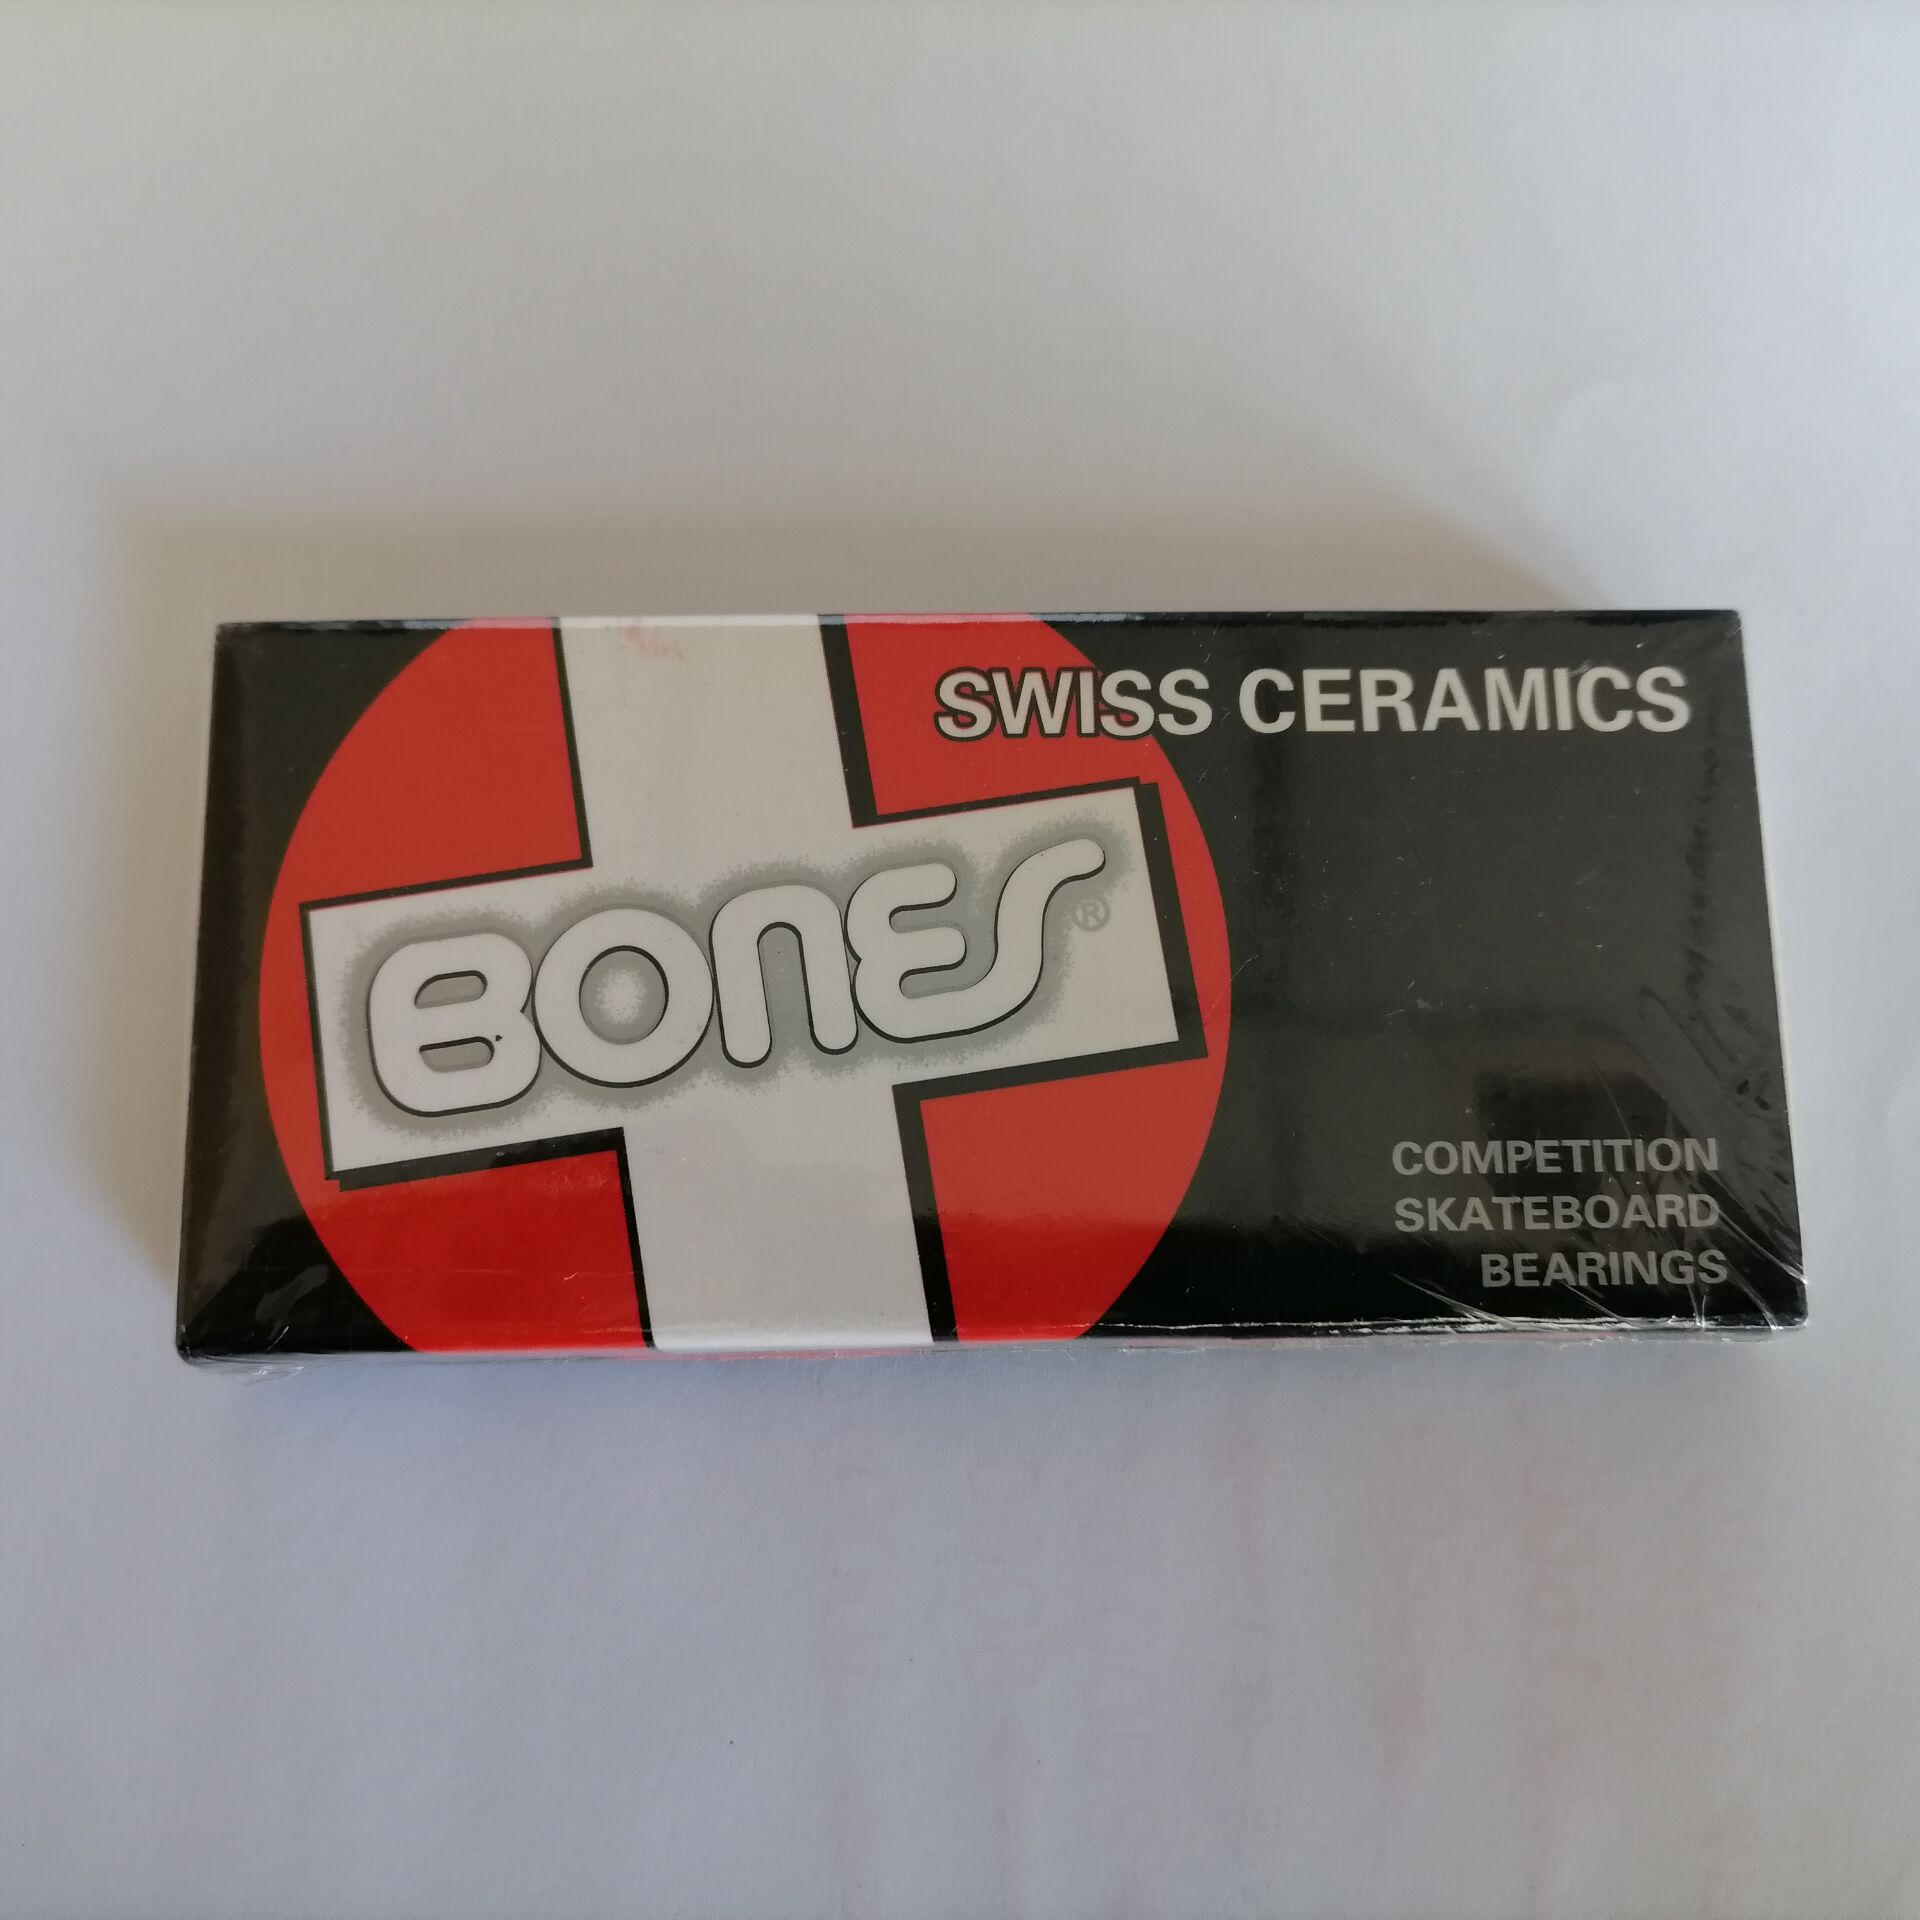 SWISS CERAMICS
BONES®
COMPETITION
SKATEBOARD
BEARINGS